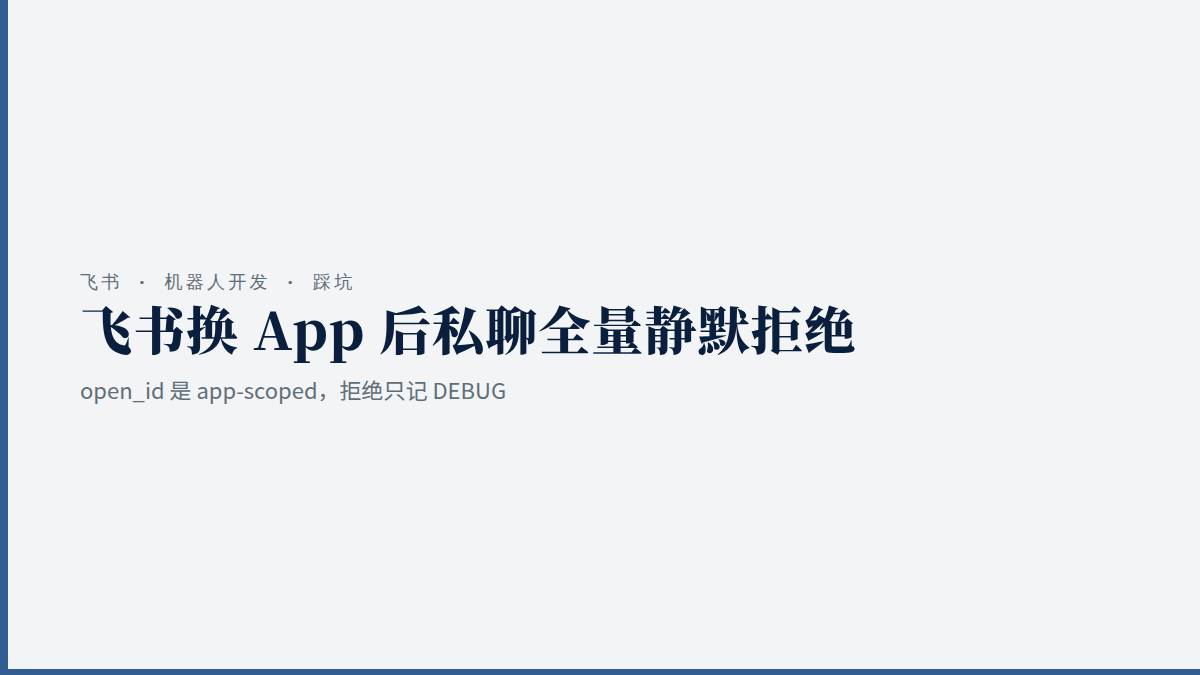 飞书 · 机器人开发 · 踩坑
飞书换 App 后私聊全量静默拒绝
open_id 是 app-scoped，拒绝只记 DEBUG